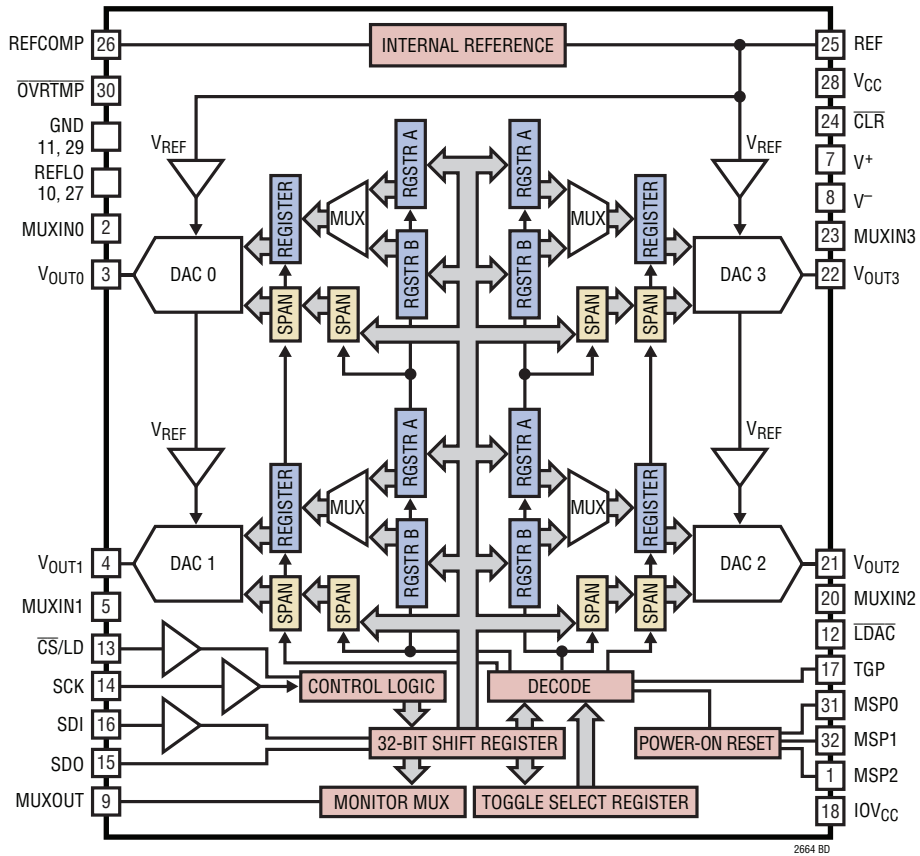 REFCOMP 26 INTERNAL REFERENCE 25 REF
OVRTMP 30 28 VCC
GND 11, 29 24 CLR
VREF VREF
REFLO 10, 27 7 V+
8 V–
RGSTR A RGSTR A
REGISTER MUX MUX REGISTER
MUXIN0 2 23 MUXIN3
RGSTR B RGSTR B
VOUT0 3 DAC 0 DAC 3 22 VOUT3
SPAN SPAN SPAN SPAN
VREF VREF
RGSTR A RGSTR A
REGISTER MUX MUX REGISTER
RGSTR B RGSTR B
VOUT1 4 DAC 1 DAC 2 21 VOUT2
SPAN SPAN SPAN SPAN
MUXIN1 5 20 MUXIN2
CS/LD 13 12 LDAC
SCK 14 CONTROL LOGIC DECODE 17 TGP
31 MSP0
SDI 16 32-BIT SHIFT REGISTER POWER-ON RESET 32 MSP1
SDO 15 1 MSP2
MUXOUT 9 MONITOR MUX TOGGLE SELECT REGISTER 18 IOVCC
2664 BD